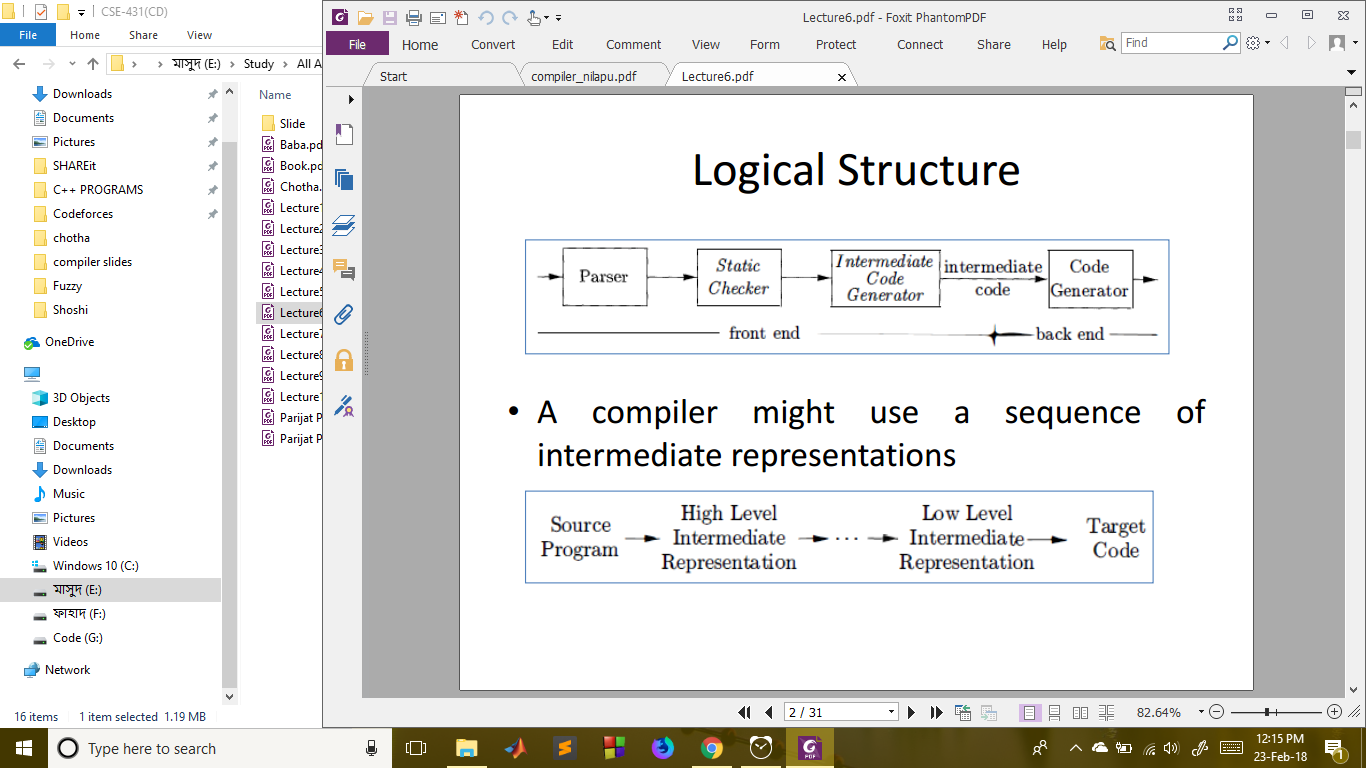 CSE-431(CD)
File Home Share View
মাসুদ (E:) Study All A
Downloads
Documents
Pictures
SHAREit
C++ PROGRAMS
Codeforces
chotha
compiler slides
Fuzzy
Shoshi
OneDrive
3D Objects
Desktop
Documents
Downloads
Music
Pictures
Videos
Windows 10 (C:)
মাসুদ (E:)
ফাহাদ (F:)
Code (G:)
Network
Name
Slide
Baba.pd
Book.pd
Chotha.
Lecture1
Lecture2
Lecture3
Lecture4
Lecture5
Lecture6
Lecture7
Lecture8
Lecture9
Lecture1
Parijat P
Parijat P
16 items 1 item selected 1.19 MB
Lecture6.pdf - Foxit PhantomPDF
File Home Convert Edit Comment View Form Protect Connect Share Help Find
Start compiler_nilapu.pdf Lecture6.pdf
Logical Structure
Parser
Static
Checker
Intermediate
Code
Generator
intermediate
code
Code
Generator
front end back end
• A compiler might use a sequence of
intermediate representations
Source
Program
High Level
Intermediate
Representation
...
Low Level
Intermediate
Representation
Target
Code
2 / 31 82.64%
Type here to search
12:15 PM
23-Feb-18